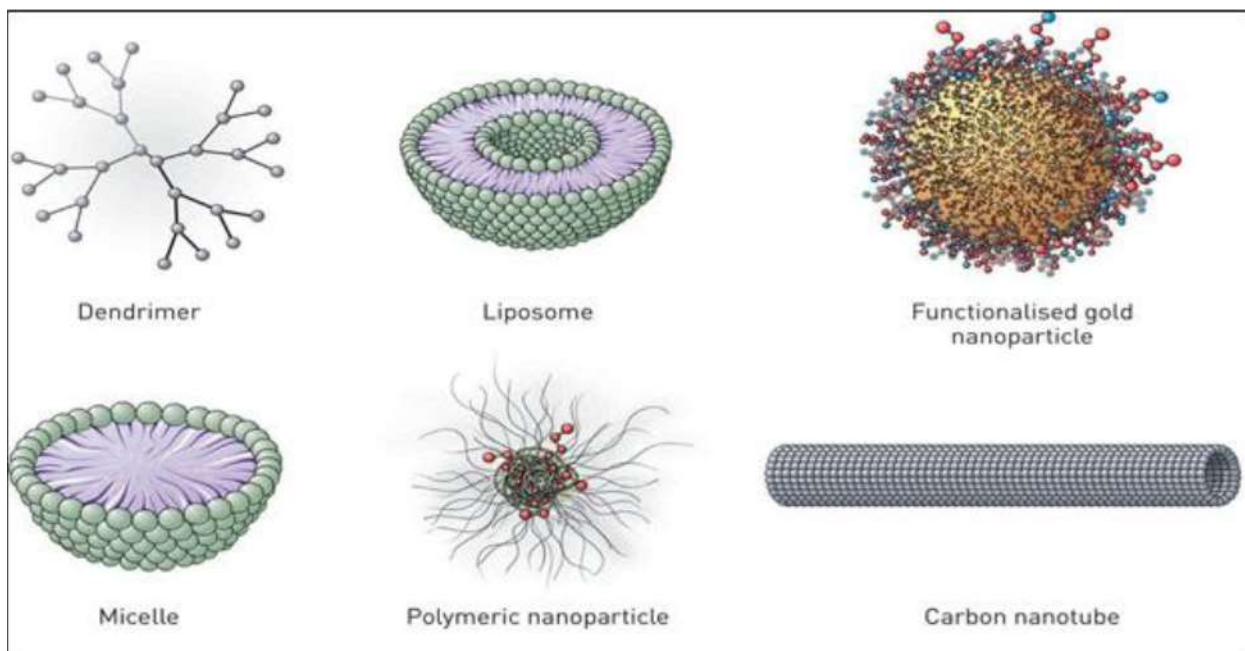 Dendrimer
Liposome
Functionalised gold
nanoparticle
Micelle
Polymeric nanoparticle
Carbon nanotube